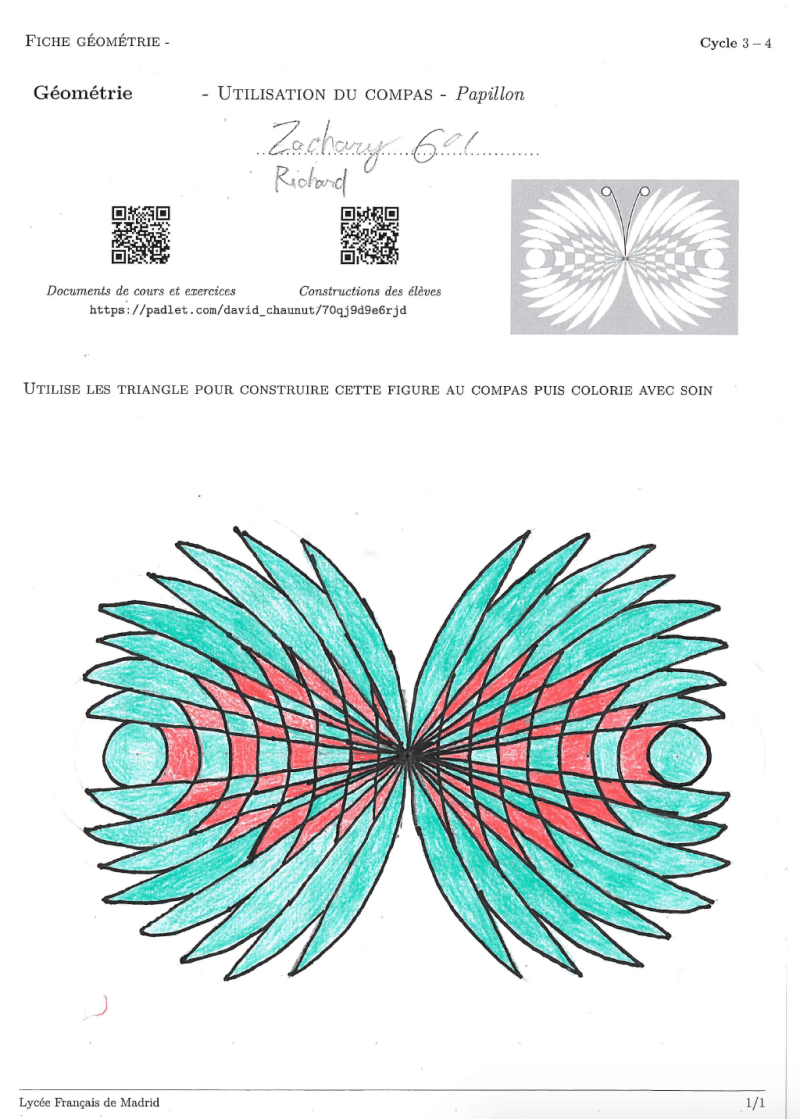 FICHE GÉOMÉTRIE -
Cycle 3 – 4
Géométrie - UTILISATION DU COMPAS - Papillon
Zachary 601
Richard
Documents de cours et exercices
Constructions des élèves
https://padlet.com/david_chaunut/70qj9d9e6rjd
UTILISE LES TRIANGLE POUR CONSTRUIRE CETTE FIGURE AU COMPAS PUIS COLORIE AVEC SOIN
Lycée Français de Madrid
1/1